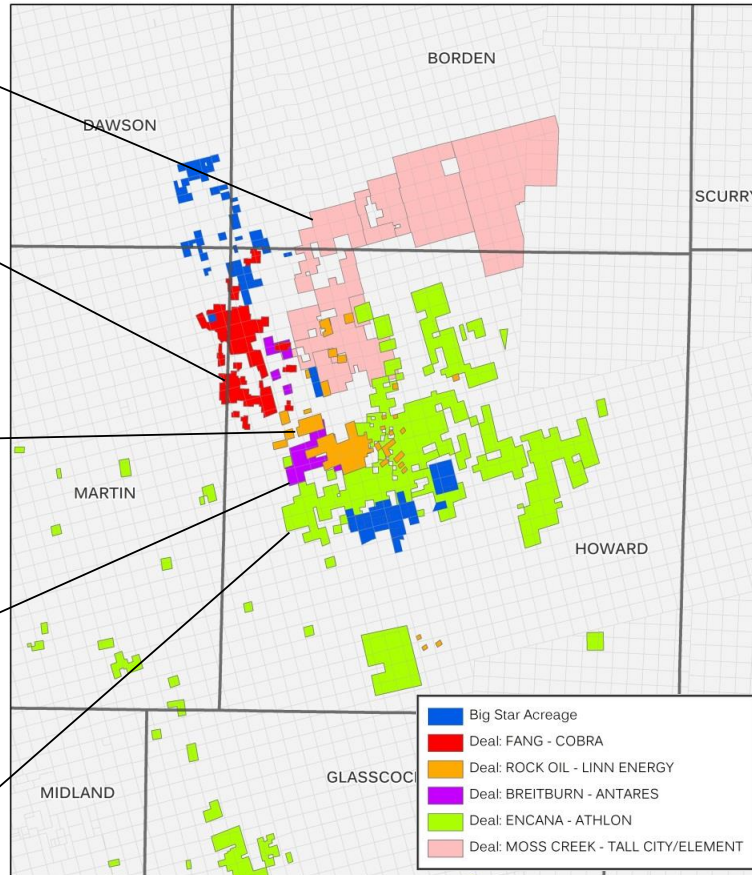 BORDEN
DAWSON
SCURRY
MARTIN
HOWARD
Big Star Acreage
Deal: FANG - COBRA
Deal: ROCK OIL - LINN ENERGY
MIDLAND
GLASSCOC
Deal: BREITBURN - ANTARES
Deal: ENCANA - ATHLON
Deal: MOSS CREEK - TALL CITY/ELEMENT